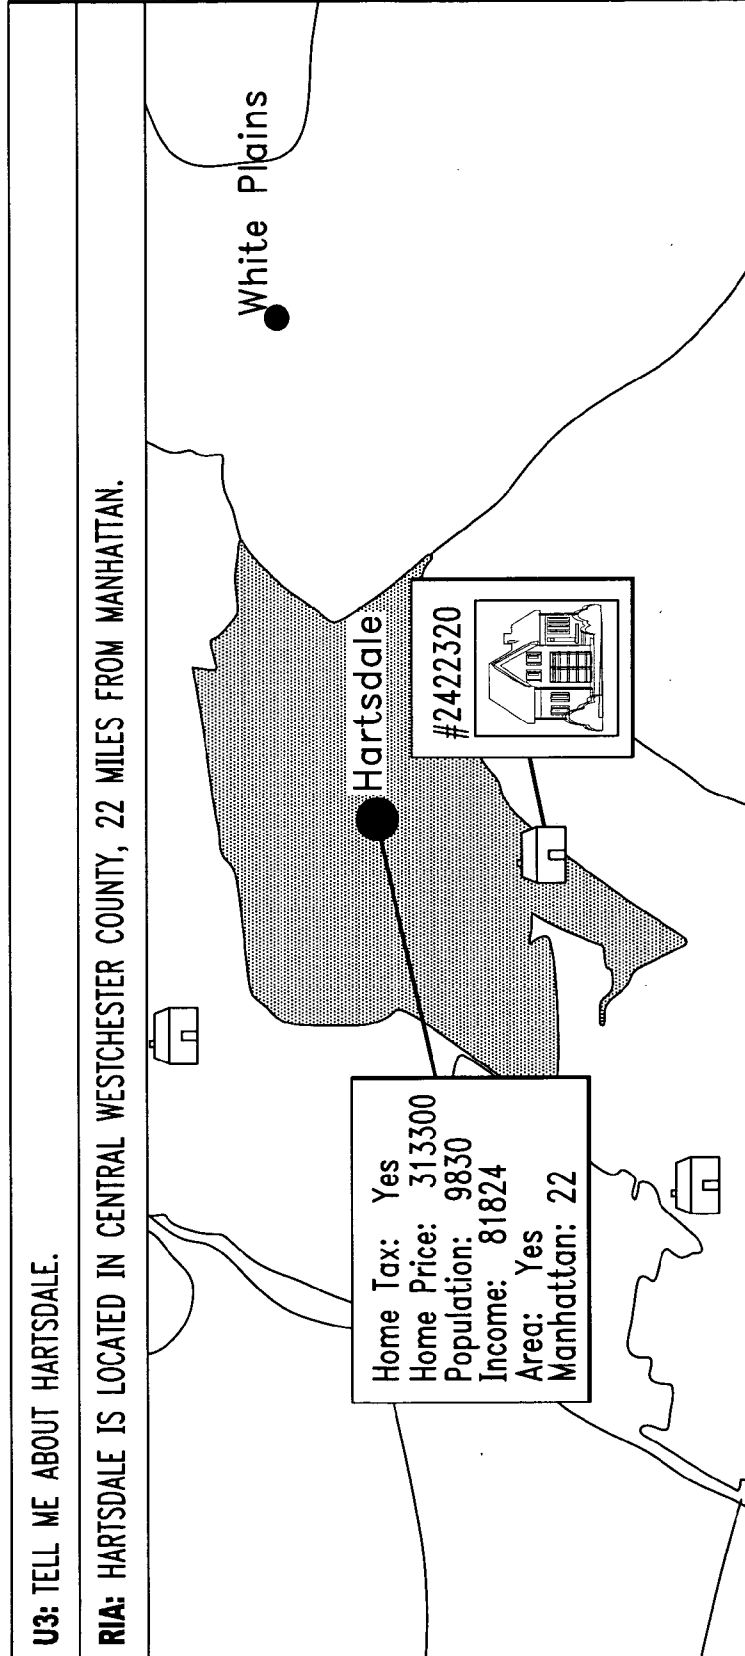 U3: TELL ME ABOUT HARTSDALE.
RIA: HARTSDALE IS LOCATED IN CENTRAL WESTCHESTER COUNTY, 22 MILES FROM MANHATTAN.
White Plains
Hartsdale
#2422320
Home Tax: Yes
Home Price: 313300
Population: 9830
Income: 81824
Area: Yes
Manhattan: 22